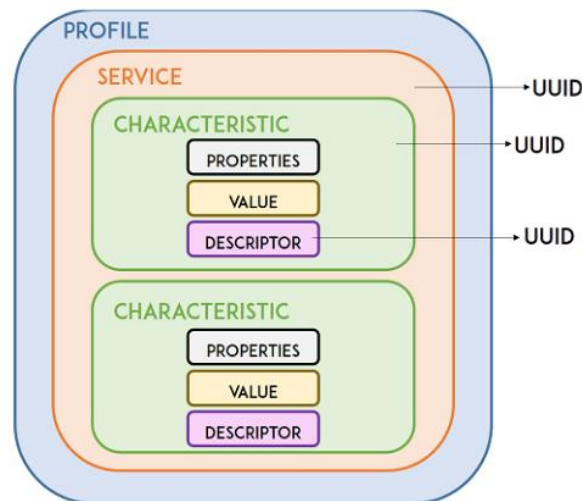 PROFILE
SERVICE
UUID
CHARACTERISTIC
UUID
PROPERTIES
VALUE
DESCRIPTOR
UUID
CHARACTERISTIC
PROPERTIES
VALUE
DESCRIPTOR